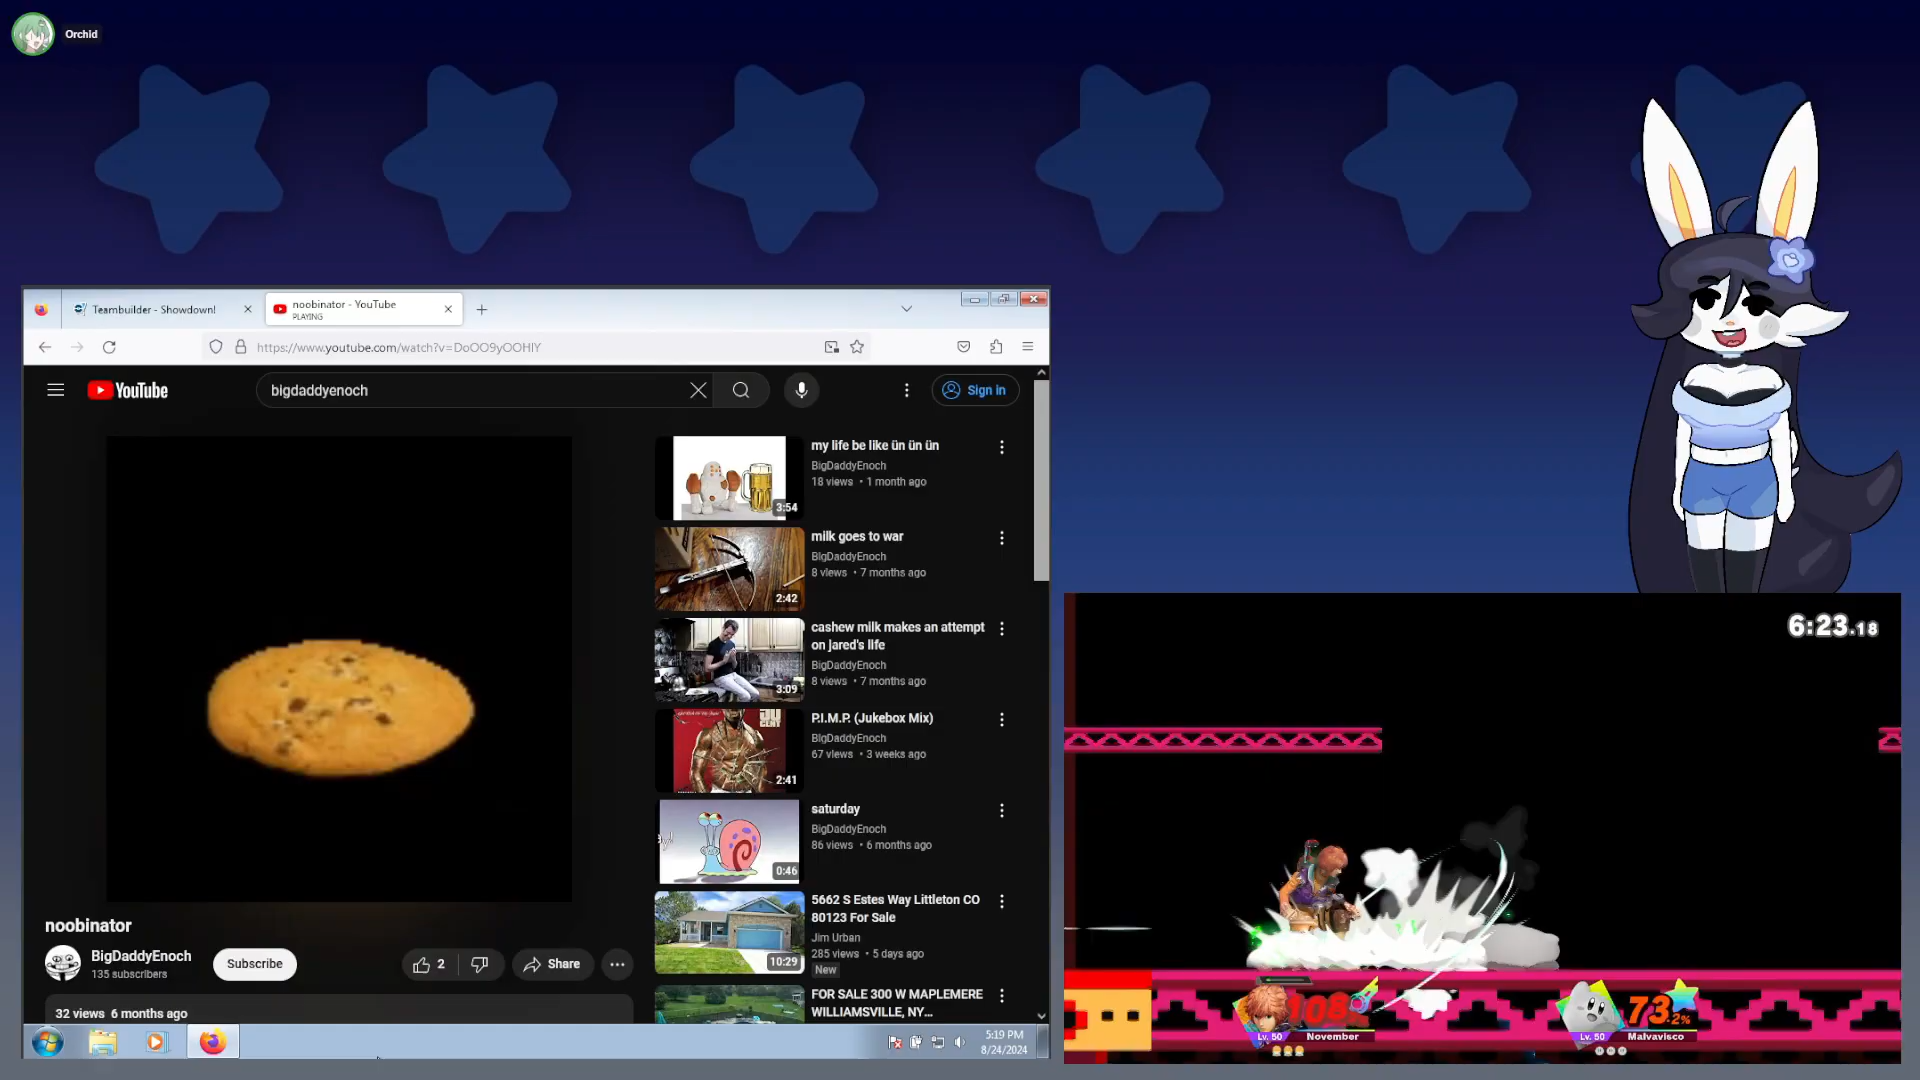 Orchid
Teambuilder - Showdown!
noobinator - YouTube
PLAYING
https://www.youtube.com/watch?v=DoOO9yOOHlY
YouTube
bigdaddyenoch
Sign in
my life be like ün ün ün
BigDaddyEnoch
18 views • 1 month ago
3:54
milk goes to war
BigDaddyEnoch
8 views • 7 months ago
2:42
cashew milk makes an attempt
on jared's life
BigDaddyEnoch
8 views • 7 months ago
3:09
P.I.M.P. (Jukebox Mix)
BigDaddyEnoch
67 views • 3 weeks ago
2:41
saturday
BigDaddyEnoch
86 views • 6 months ago
0:46
5662 S Estes Way Littleton CO
80123 For Sale
Jim Urban
285 views • 5 days ago
New
10:29
FOR SALE 300 W MAPLEMERE
WILLIAMSVILLE, NY...
noobinator
BigDaddyEnoch
135 subscribers
Subscribe
2
Share
32 views 6 months ago
5:19 PM
8/24/2024
6:23.18
108
Lv. 50
November
73.2%
Lv. 50
Malvavisco